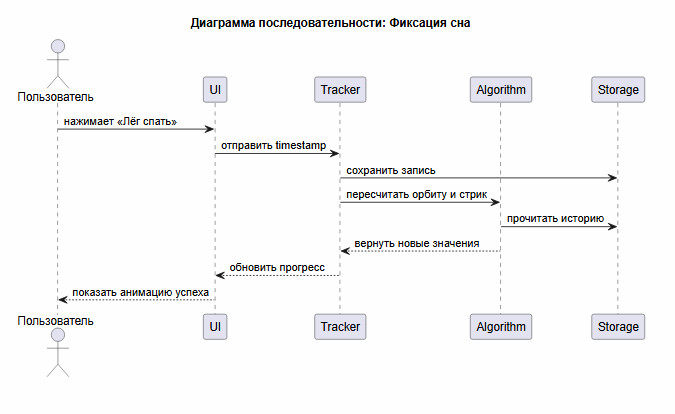 Диаграмма последовательности: Фиксация сна
Пользователь
UI
Tracker
Algorithm
Storage
нажимает «Лёг спать»
отправить timestamp
сохранить запись
пересчитать орбиту и стрик
прочитать историю
вернуть новые значения
обновить прогресс
показать анимацию успеха
Пользователь
UI
Tracker
Algorithm
Storage